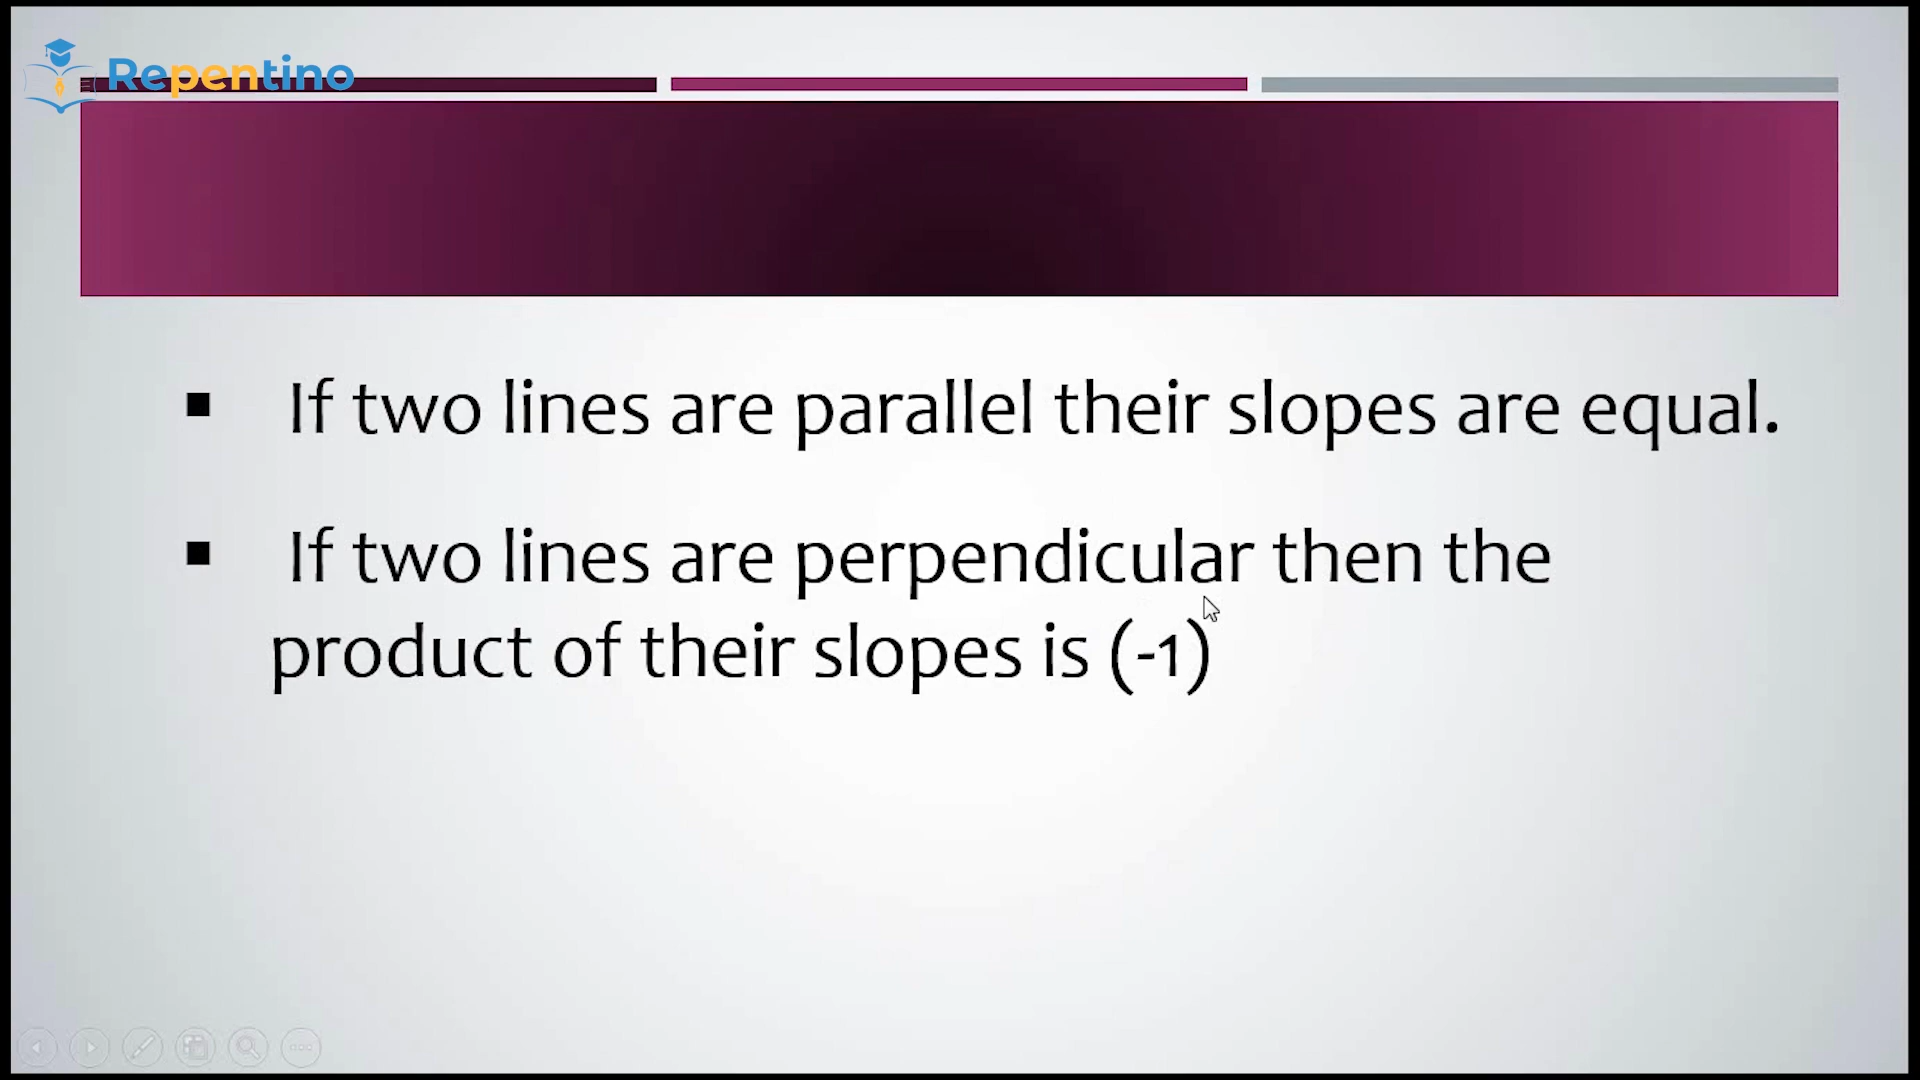 Repentino
▪ If two lines are parallel their slopes are equal.
▪ If two lines are perpendicular then the
product of their slopes is (-1)